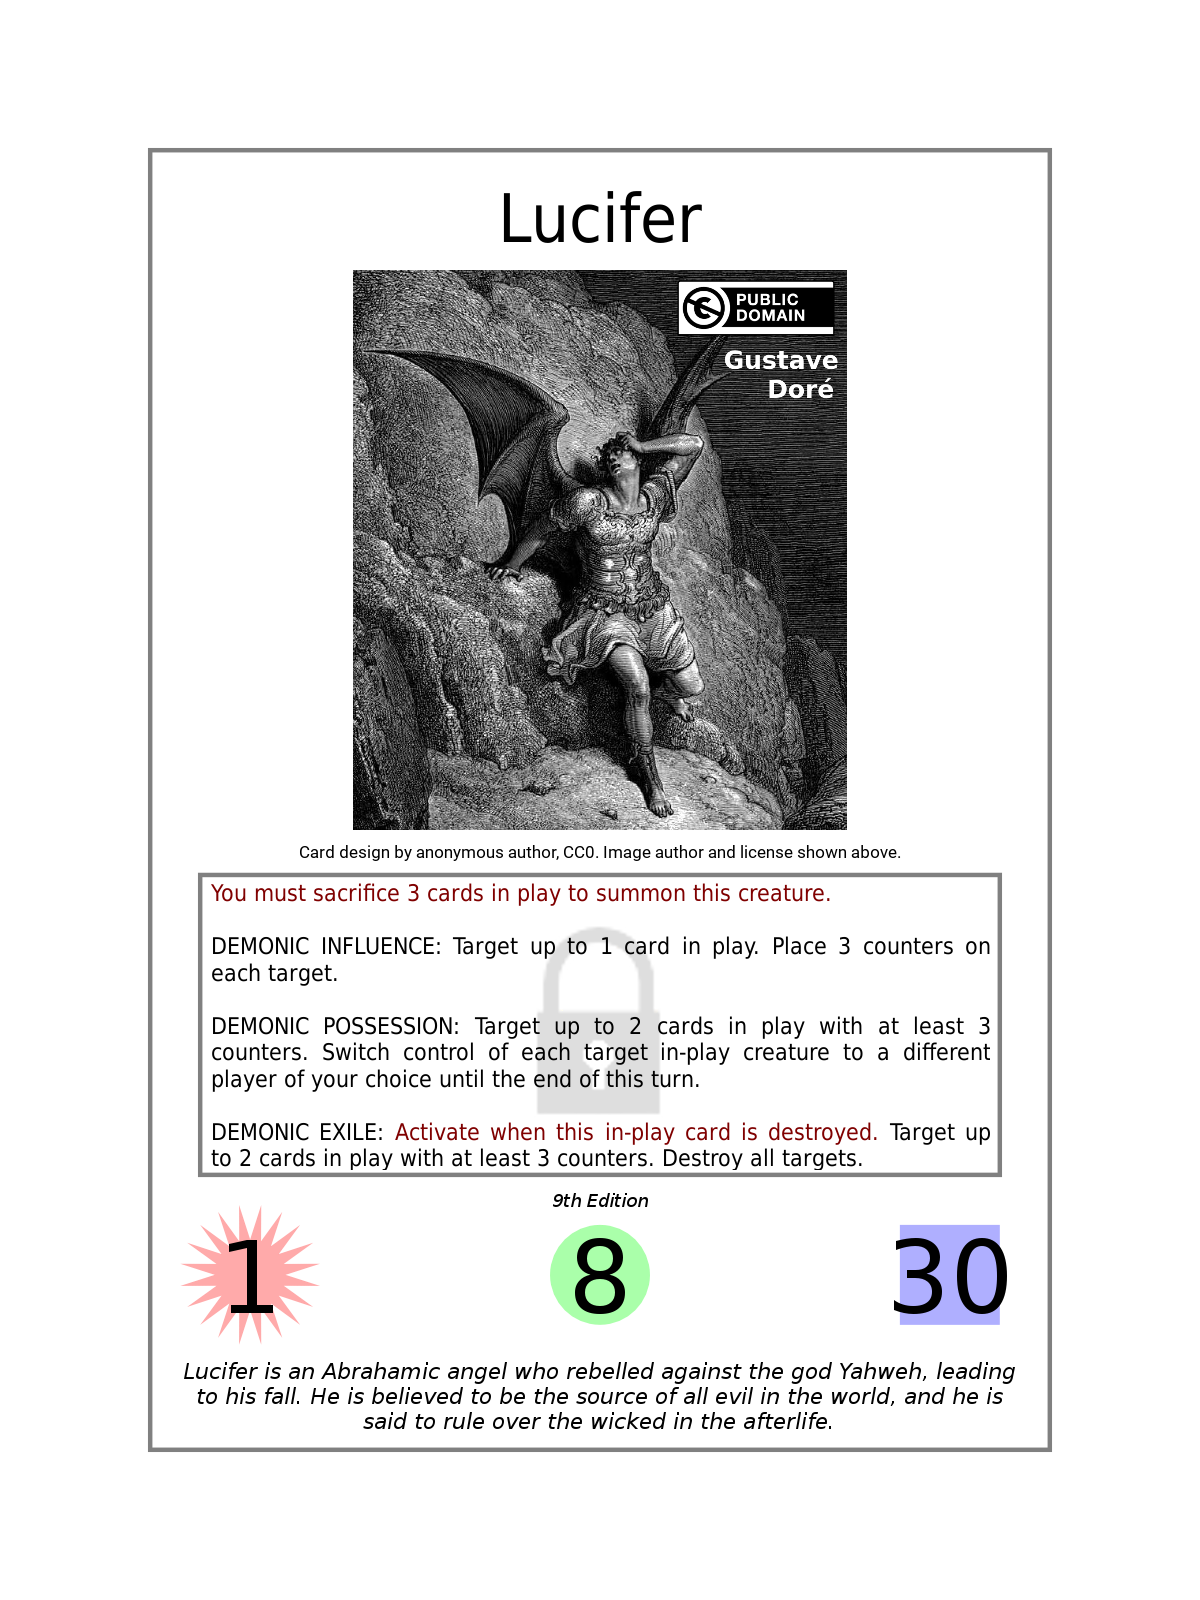 Lucifer
PUBLIC
DOMAIN
Gustave
Doré
Card design by anonymous author, CC0. Image author and license shown above.
You must sacrifice 3 cards in play to summon this creature.
DEMONIC INFLUENCE: Target up to 1 card in play. Place 3 counters on
each target.
DEMONIC POSSESSION: Target up to 2 cards in play with at least 3
counters. Switch control of each target in-play creature to a different
player of your choice until the end of this turn.
DEMONIC EXILE: Activate when this in-play card is destroyed. Target up
to 2 cards in play with at least 3 counters. Destroy all targets.
9th Edition
1 8 30
Lucifer is an Abrahamic angel who rebelled against the god Yahweh, leading
to his fall. He is believed to be the source of all evil in the world, and he is
said to rule over the wicked in the afterlife.